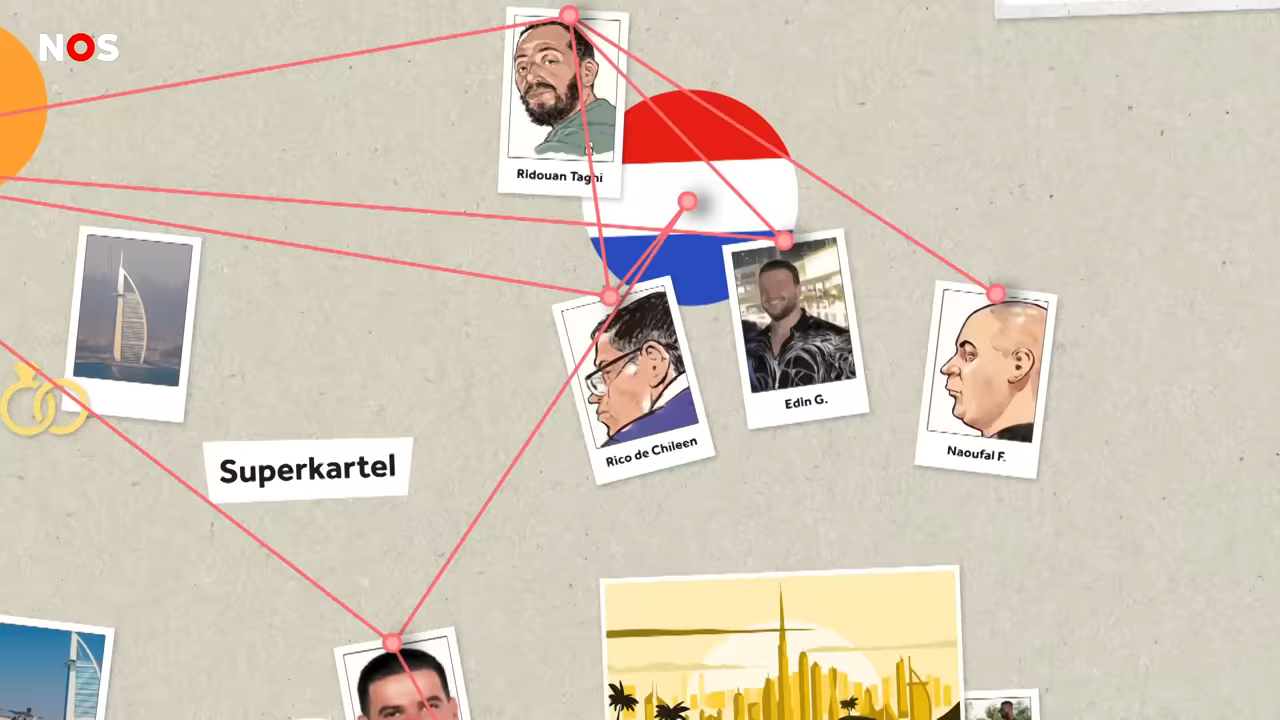 NOS
Ridouan Taghi
Edin G.
Rico de Chileen
Naoufal F.
Superkartel